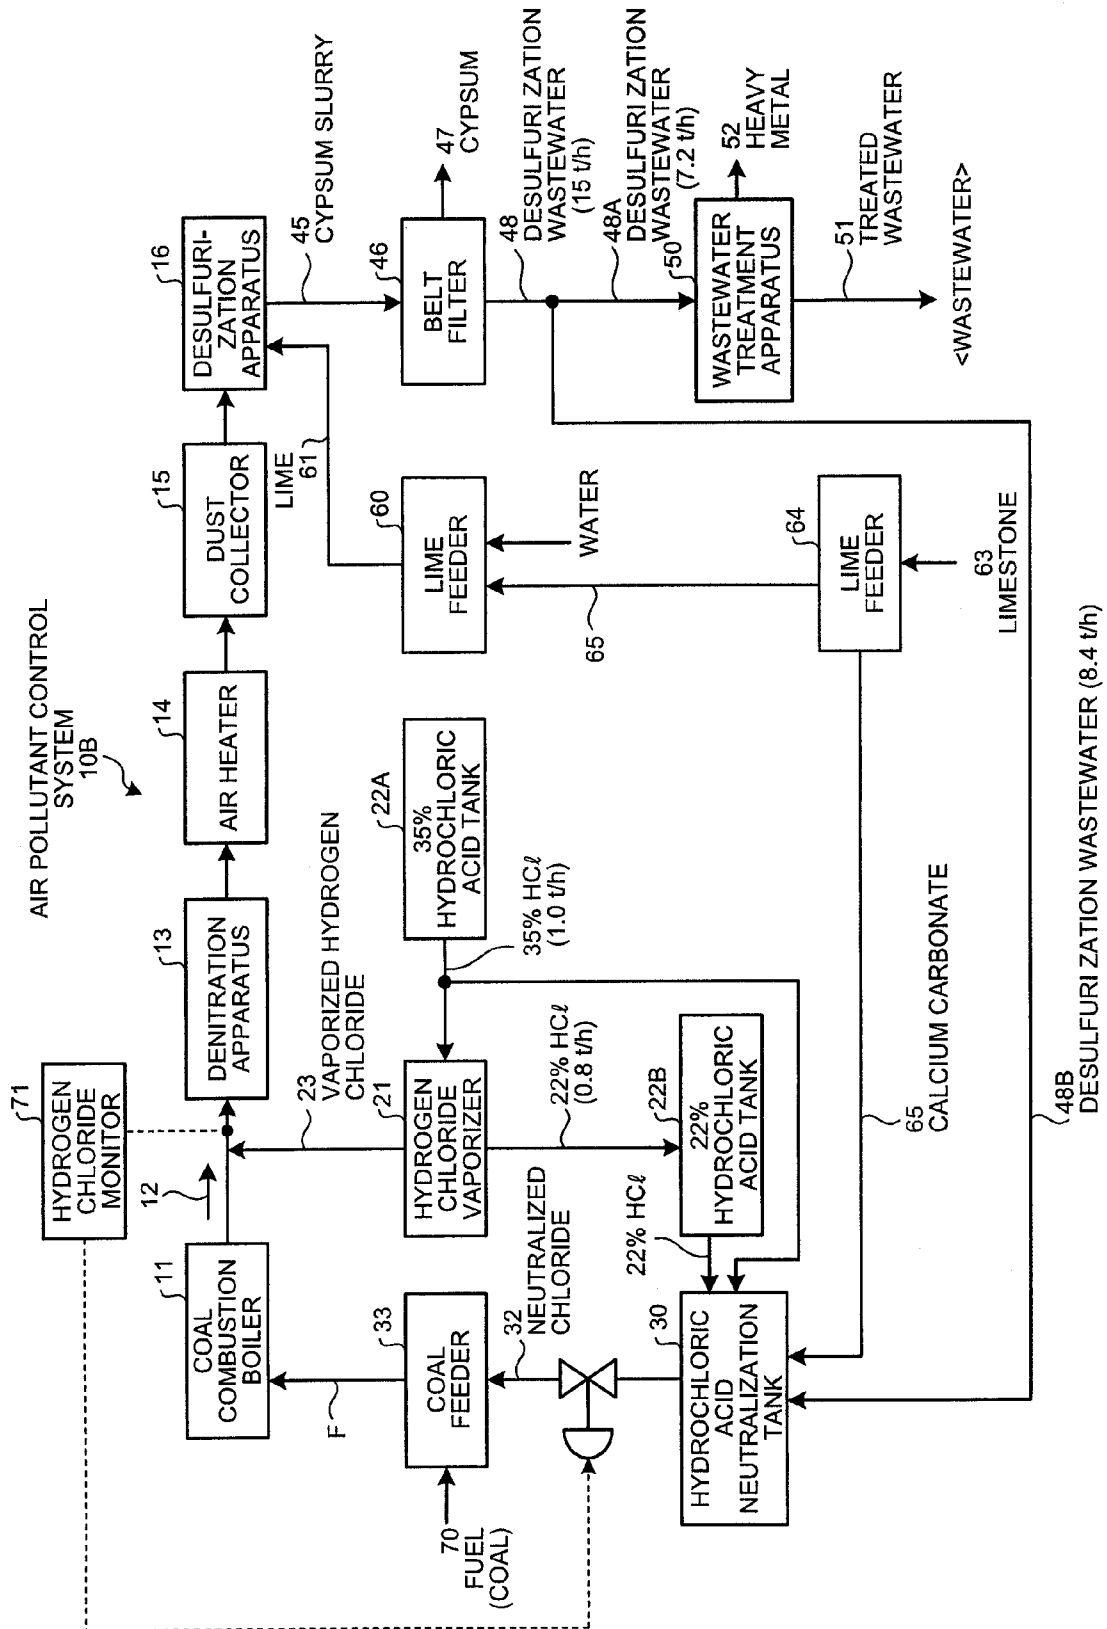 AIR POLLUTANT CONTROL
SYSTEM
10B
71
HYDROGEN
CHLORIDE
MONITOR
12
11
COAL
COMBUSTION
BOILER
13
DENITRATION
APPARATUS
14
AIR HEATER
15
DUST
COLLECTOR
16
DESULFURI-
ZATION
APPARATUS
23
VAPORIZED HYDROGEN
CHLORIDE
LIME
61
45
CYPSUM SLURRY
F
33
COAL
FEEDER
70
FUEL
(COAL)
21
HYDROGEN
CHLORIDE
VAPORIZER
22A
35%
HYDROCHLORIC
ACID TANK
35% HCℓ
(1.0 t/h)
60
LIME
FEEDER
WATER
46
BELT
FILTER
47
CYPSUM
48
DESULFURI ZATION
WASTEWATER
(15 t/h)
32
NEUTRALIZED
CHLORIDE
22% HCℓ
(0.8 t/h)
22B
22%
HYDROCHLORIC
ACID TANK
22% HCℓ
65
48A
DESULFURI ZATION
WASTEWATER
(7.2 t/h)
30
HYDROCHLORIC
ACID
NEUTRALIZATION
TANK
64
LIME
FEEDER
63
LIMESTONE
50
WASTEWATER
TREATMENT
APPARATUS
52
HEAVY
METAL
51
TREATED
WASTEWATER
<WASTEWATER>
65
CALCIUM CARBONATE
48B
DESULFURI ZATION WASTEWATER (8.4 t/h)